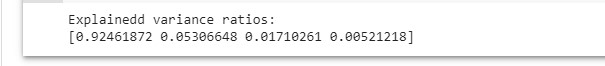 Explainedd variance ratios:
[0.92461872 0.05306648 0.01710261 0.00521218]